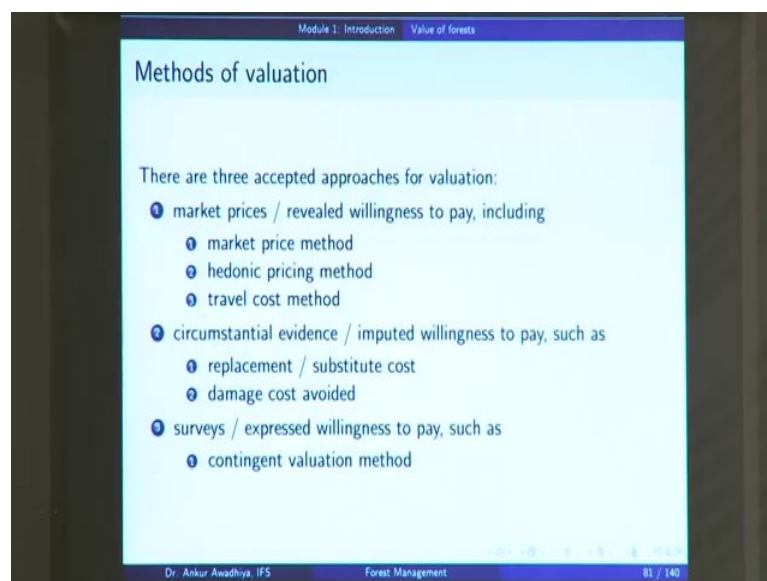 Module 1: Introduction Value of forests
Methods of valuation
There are three accepted approaches for valuation:
1 market prices / revealed willingness to pay, including
1 market price method
2 hedonic pricing method
3 travel cost method
2 circumstantial evidence / imputed willingness to pay, such as
1 replacement / substitute cost
2 damage cost avoided
3 surveys / expressed willingness to pay, such as
1 contingent valuation method
Dr. Ankur Awadhiya, IFS Forest Management 81 / 140